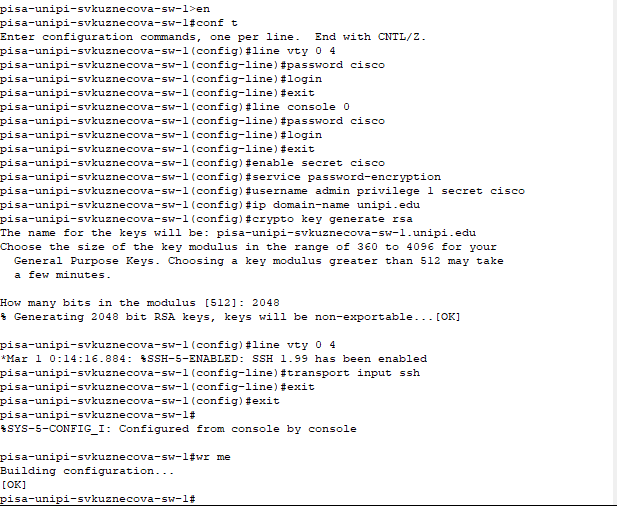 pisa-unipi-svkuznecova-sw-1>en
pisa-unipi-svkuznecova-sw-1#conf t
Enter configuration commands, one per line.  End with CNTL/Z.
pisa-unipi-svkuznecova-sw-1(config)#line vty 0 4
pisa-unipi-svkuznecova-sw-1(config-line)#password cisco
pisa-unipi-svkuznecova-sw-1(config-line)#login
pisa-unipi-svkuznecova-sw-1(config-line)#exit
pisa-unipi-svkuznecova-sw-1(config)#line console 0
pisa-unipi-svkuznecova-sw-1(config-line)#password cisco
pisa-unipi-svkuznecova-sw-1(config-line)#login
pisa-unipi-svkuznecova-sw-1(config-line)#exit
pisa-unipi-svkuznecova-sw-1(config)#enable secret cisco
pisa-unipi-svkuznecova-sw-1(config)#service password-encryption
pisa-unipi-svkuznecova-sw-1(config)#username admin privilege 1 secret cisco
pisa-unipi-svkuznecova-sw-1(config)#ip domain-name unipi.edu
pisa-unipi-svkuznecova-sw-1(config)#crypto key generate rsa
The name for the keys will be: pisa-unipi-svkuznecova-sw-1.unipi.edu
Choose the size of the key modulus in the range of 360 to 4096 for your
  General Purpose Keys. Choosing a key modulus greater than 512 may take
  a few minutes.

How many bits in the modulus [512]: 2048
% Generating 2048 bit RSA keys, keys will be non-exportable...[OK]

pisa-unipi-svkuznecova-sw-1(config)#line vty 0 4
*Mar 1 0:14:16.884: %SSH-5-ENABLED: SSH 1.99 has been enabled
pisa-unipi-svkuznecova-sw-1(config-line)#transport input ssh
pisa-unipi-svkuznecova-sw-1(config-line)#exit
pisa-unipi-svkuznecova-sw-1(config)#exit
pisa-unipi-svkuznecova-sw-1#
%SYS-5-CONFIG_I: Configured from console by console

pisa-unipi-svkuznecova-sw-1#wr me
Building configuration...
[OK]
pisa-unipi-svkuznecova-sw-1#